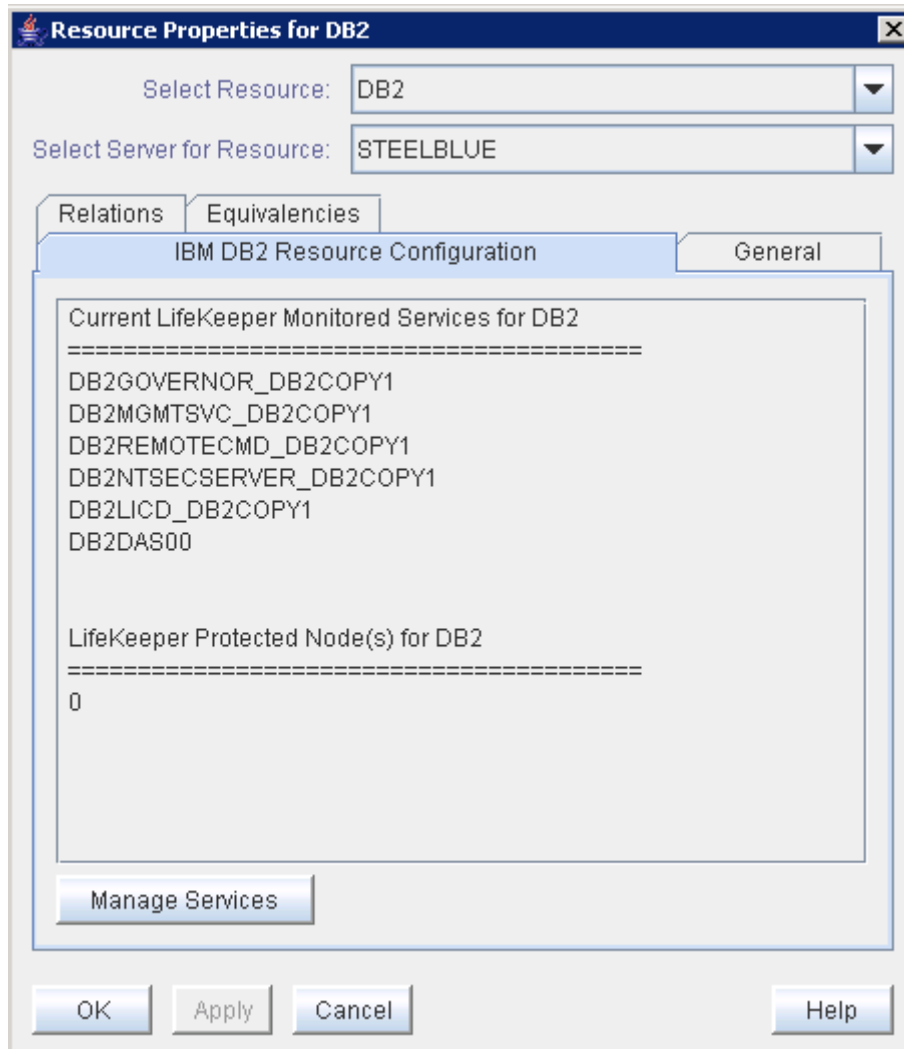 Resource Properties for DB2
Select Resource: DB2
Select Server for Resource: STEELBLUE
Relations Equivalencies
IBM DB2 Resource Configuration General
Current LifeKeeper Monitored Services for DB2
=========================================
DB2GOVERNOR_DB2COPY1
DB2MGMTSVC_DB2COPY1
DB2REMOTECMD_DB2COPY1
DB2NTSECSERVER_DB2COPY1
DB2LICD_DB2COPY1
DB2DAS00
LifeKeeper Protected Node(s) for DB2
=========================================
0
Manage Services
OK Apply Cancel Help